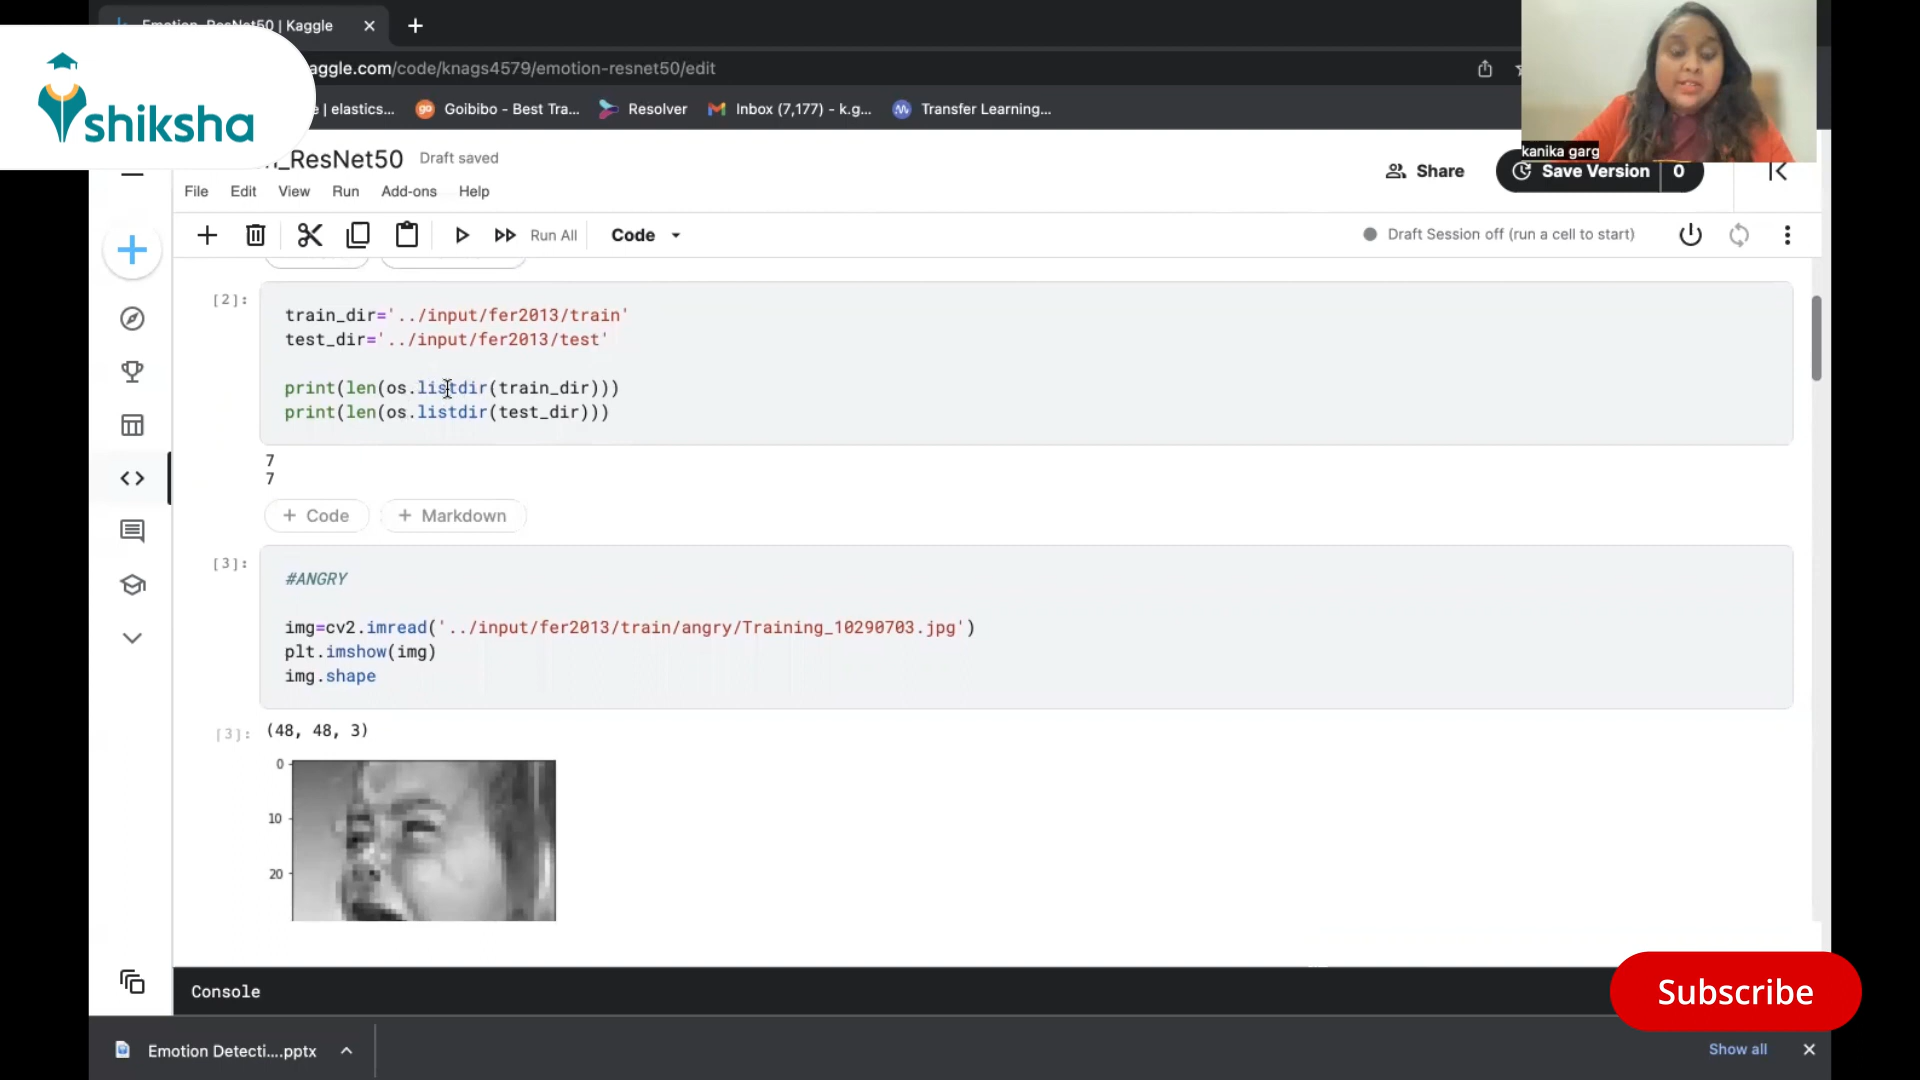 Emotion_ResNet50 | Kaggle
aggle.com/code/knags4579/emotion-resnet50/edit
shiksha
| elastics...
go
Goibibo - Best Tra...
Resolver
Inbox (7,177) - k.g...
Transfer Learning...
kanika garg
_ResNet50
Draft saved
Share
Save Version
0
File
Edit
View
Run
Add-ons
Help
Run All
Code
Draft Session off (run a cell to start)
[2]:
train_dir='../input/fer2013/train'
test_dir='../input/fer2013/test'
print(len(os.listdir(train_dir)))
print(len(os.listdir(test_dir)))
7
7
+ Code
+ Markdown
[3]:
#ANGRY
img=cv2.imread('../input/fer2013/train/angry/Training_10290703.jpg')
plt.imshow(img)
img.shape
[3]:
(48, 48, 3)
0
10
20
Console
Subscribe
Emotion Detecti....pptx
Show all